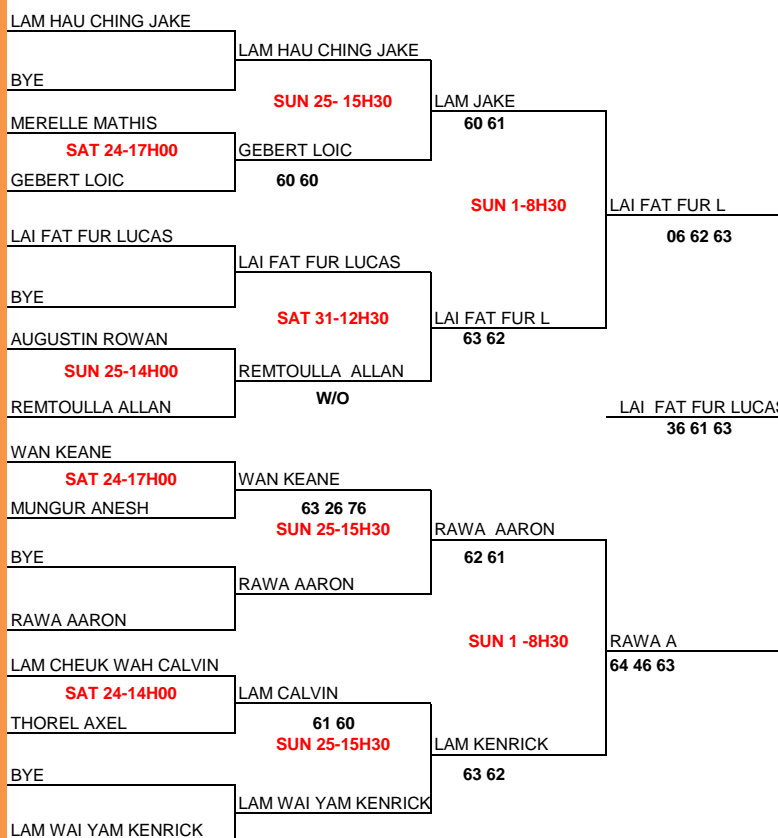 LAM HAU CHING JAKE
LAM HAU CHING JAKE
BYE
SUN 25- 15H30
LAM JAKE
60 61
MERELLE MATHIS
SAT 24-17H00
GEBERT LOIC
GEBERT LOIC
60 60
SUN 1-8H30
LAI FAT FUR L
06 62 63
LAI FAT FUR LUCAS
LAI FAT FUR LUCAS
BYE
SAT 31-12H30
LAI FAT FUR L
63 62
AUGUSTIN ROWAN
SUN 25-14H00
REMTOULLA ALLAN
W/O
REMTOULLA ALLAN
LAI FAT FUR LUCAS
36 61 63
WAN KEANE
SAT 24-17H00
WAN KEANE
MUNGUR ANESH
63 26 76
SUN 25-15H30
RAWA AARON
62 61
BYE
RAWA AARON
RAWA AARON
SUN 1 -8H30
RAWA A
64 46 63
LAM CHEUK WAH CALVIN
SAT 24-14H00
LAM CALVIN
THOREL AXEL
61 60
SUN 25-15H30
LAM KENRICK
63 62
BYE
LAM WAI YAM KENRICK
LAM WAI YAM KENRICK